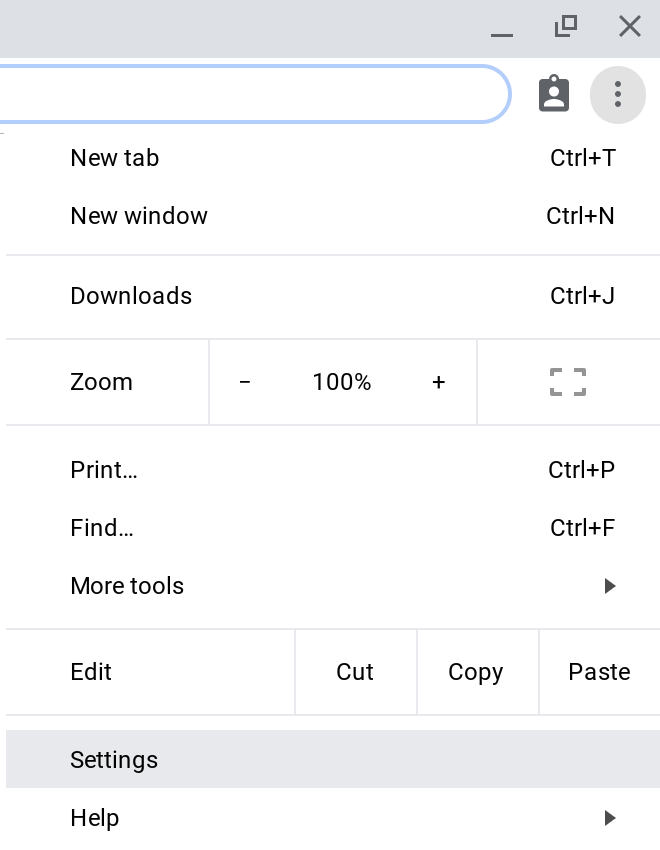 New tab Ctrl+T
New window Ctrl+N
Downloads Ctrl+J
Zoom − 100% +
Print... Ctrl+P
Find... Ctrl+F
More tools
Edit Cut Copy Paste
Settings
Help